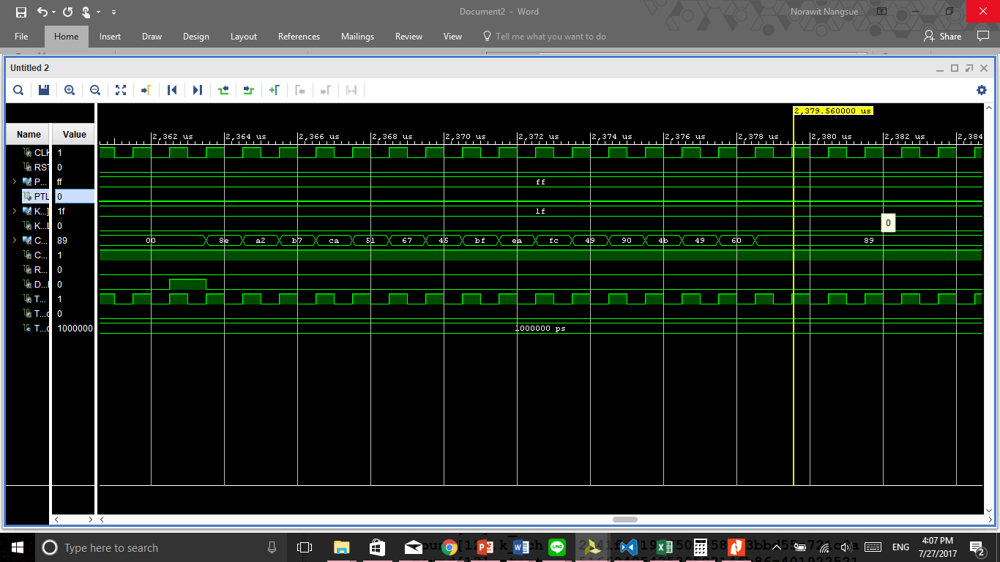 Document2 - Word
Norawit Nangsue
File Home Insert Draw Design Layout References Mailings Review View Tell me what you want to do Share
Untitled 2
2,379.560000 us
Name Value
2,362 us 2,364 us 2,366 us 2,368 us 2,370 us 2,372 us 2,374 us 2,376 us 2,378 us 2,380 us 2,382 us 2,384
CLK 1
RST 0
P... ff ff
PTL 0
K...] 1f 1f
K...L 0
0
C... 89 00 8e a2 b7 ca 51 67 45 bf ea fc 49 90 4b 49 60 89
C... 1
R... 0
D...I 0
T... 1
T...c 0
T...c 1000000 1000000 ps
Type here to search
ENG
4:07 PM
7/27/2017
2